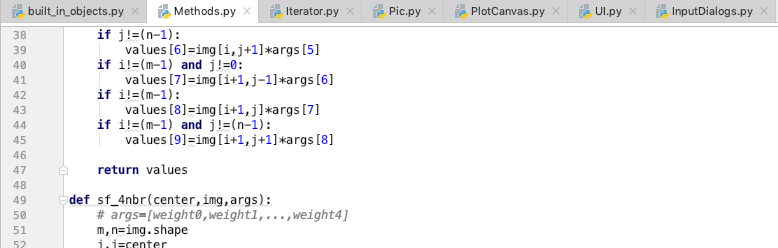 built_in_objects.py × Methods.py × Iterator.py × Pic.py × PlotCanvas.py × UI.py × InputDialogs.py ×
38 if j!=(n-1):
39 values[6]=img[i,j+1]*args[5]
40 if i!=(m-1) and j!=0:
41 values[7]=img[i+1,j-1]*args[6]
42 if i!=(m-1):
43 values[8]=img[i+1,j]*args[7]
44 if i!=(m-1) and j!=(n-1):
45 values[9]=img[i+1,j+1]*args[8]
46
47 return values
48
49 def sf_4nbr(center,img,args):
50 # args=[weight0,weight1,...,weight4]
51 m,n=img.shape
52 i,j=center